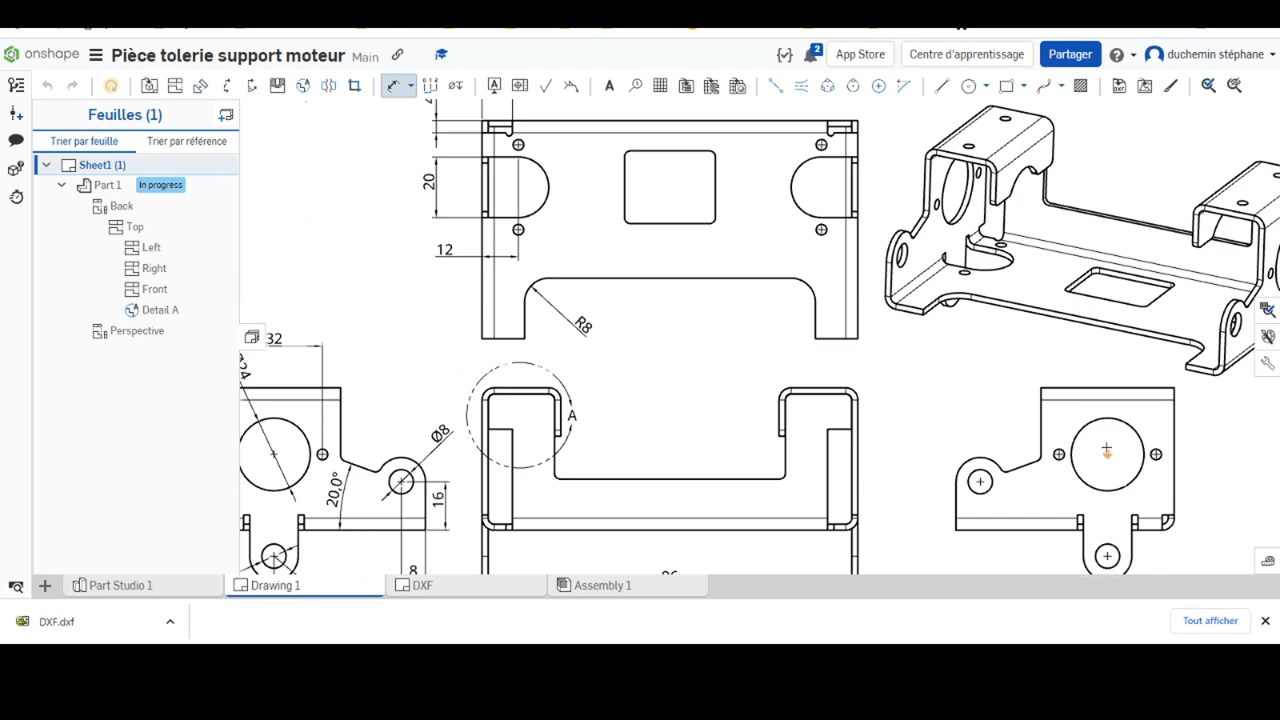 onshape
Pièce tolerie support moteur
Main
2
App Store
Centre d'apprentissage
Partager
duchemin stéphane
Feuilles (1)
Trier par feuille
Trier par référence
Sheet1 (1)
Part 1
In progress
Back
Top
Left
Right
Front
Detail A
Perspective
20
12
R8
32
Ø8
20,0°
16
8
A
Part Studio 1
Drawing 1
DXF
Assembly 1
DXF.dxf
Tout afficher